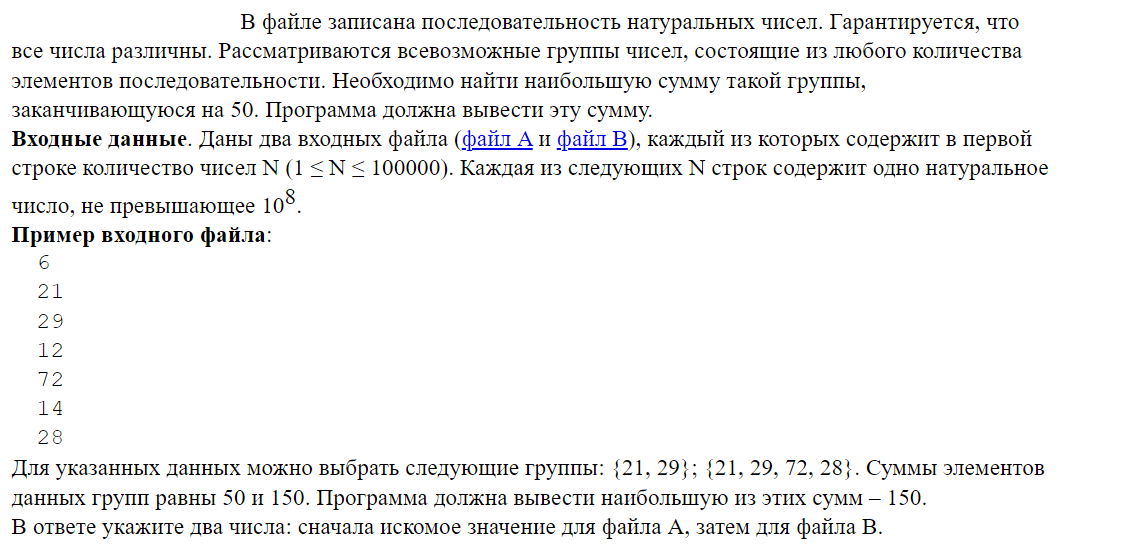 В файле записана последовательность натуральных чисел. Гарантируется, что
все числа различны. Рассматриваются всевозможные группы чисел, состоящие из любого количества
элементов последовательности. Необходимо найти наибольшую сумму такой группы,
заканчивающуюся на 50. Программа должна вывести эту сумму.
Входные данные. Даны два входных файла (файл A и файл B), каждый из которых содержит в первой
строке количество чисел N (1 ≤ N ≤ 100000). Каждая из следующих N строк содержит одно натуральное
число, не превышающее 10⁸.
Пример входного файла:
6
21
29
12
72
14
28
Для указанных данных можно выбрать следующие группы: {21, 29}; {21, 29, 72, 28}. Суммы элементов
данных групп равны 50 и 150. Программа должна вывести наибольшую из этих сумм – 150.
В ответе укажите два числа: сначала искомое значение для файла А, затем для файла B.